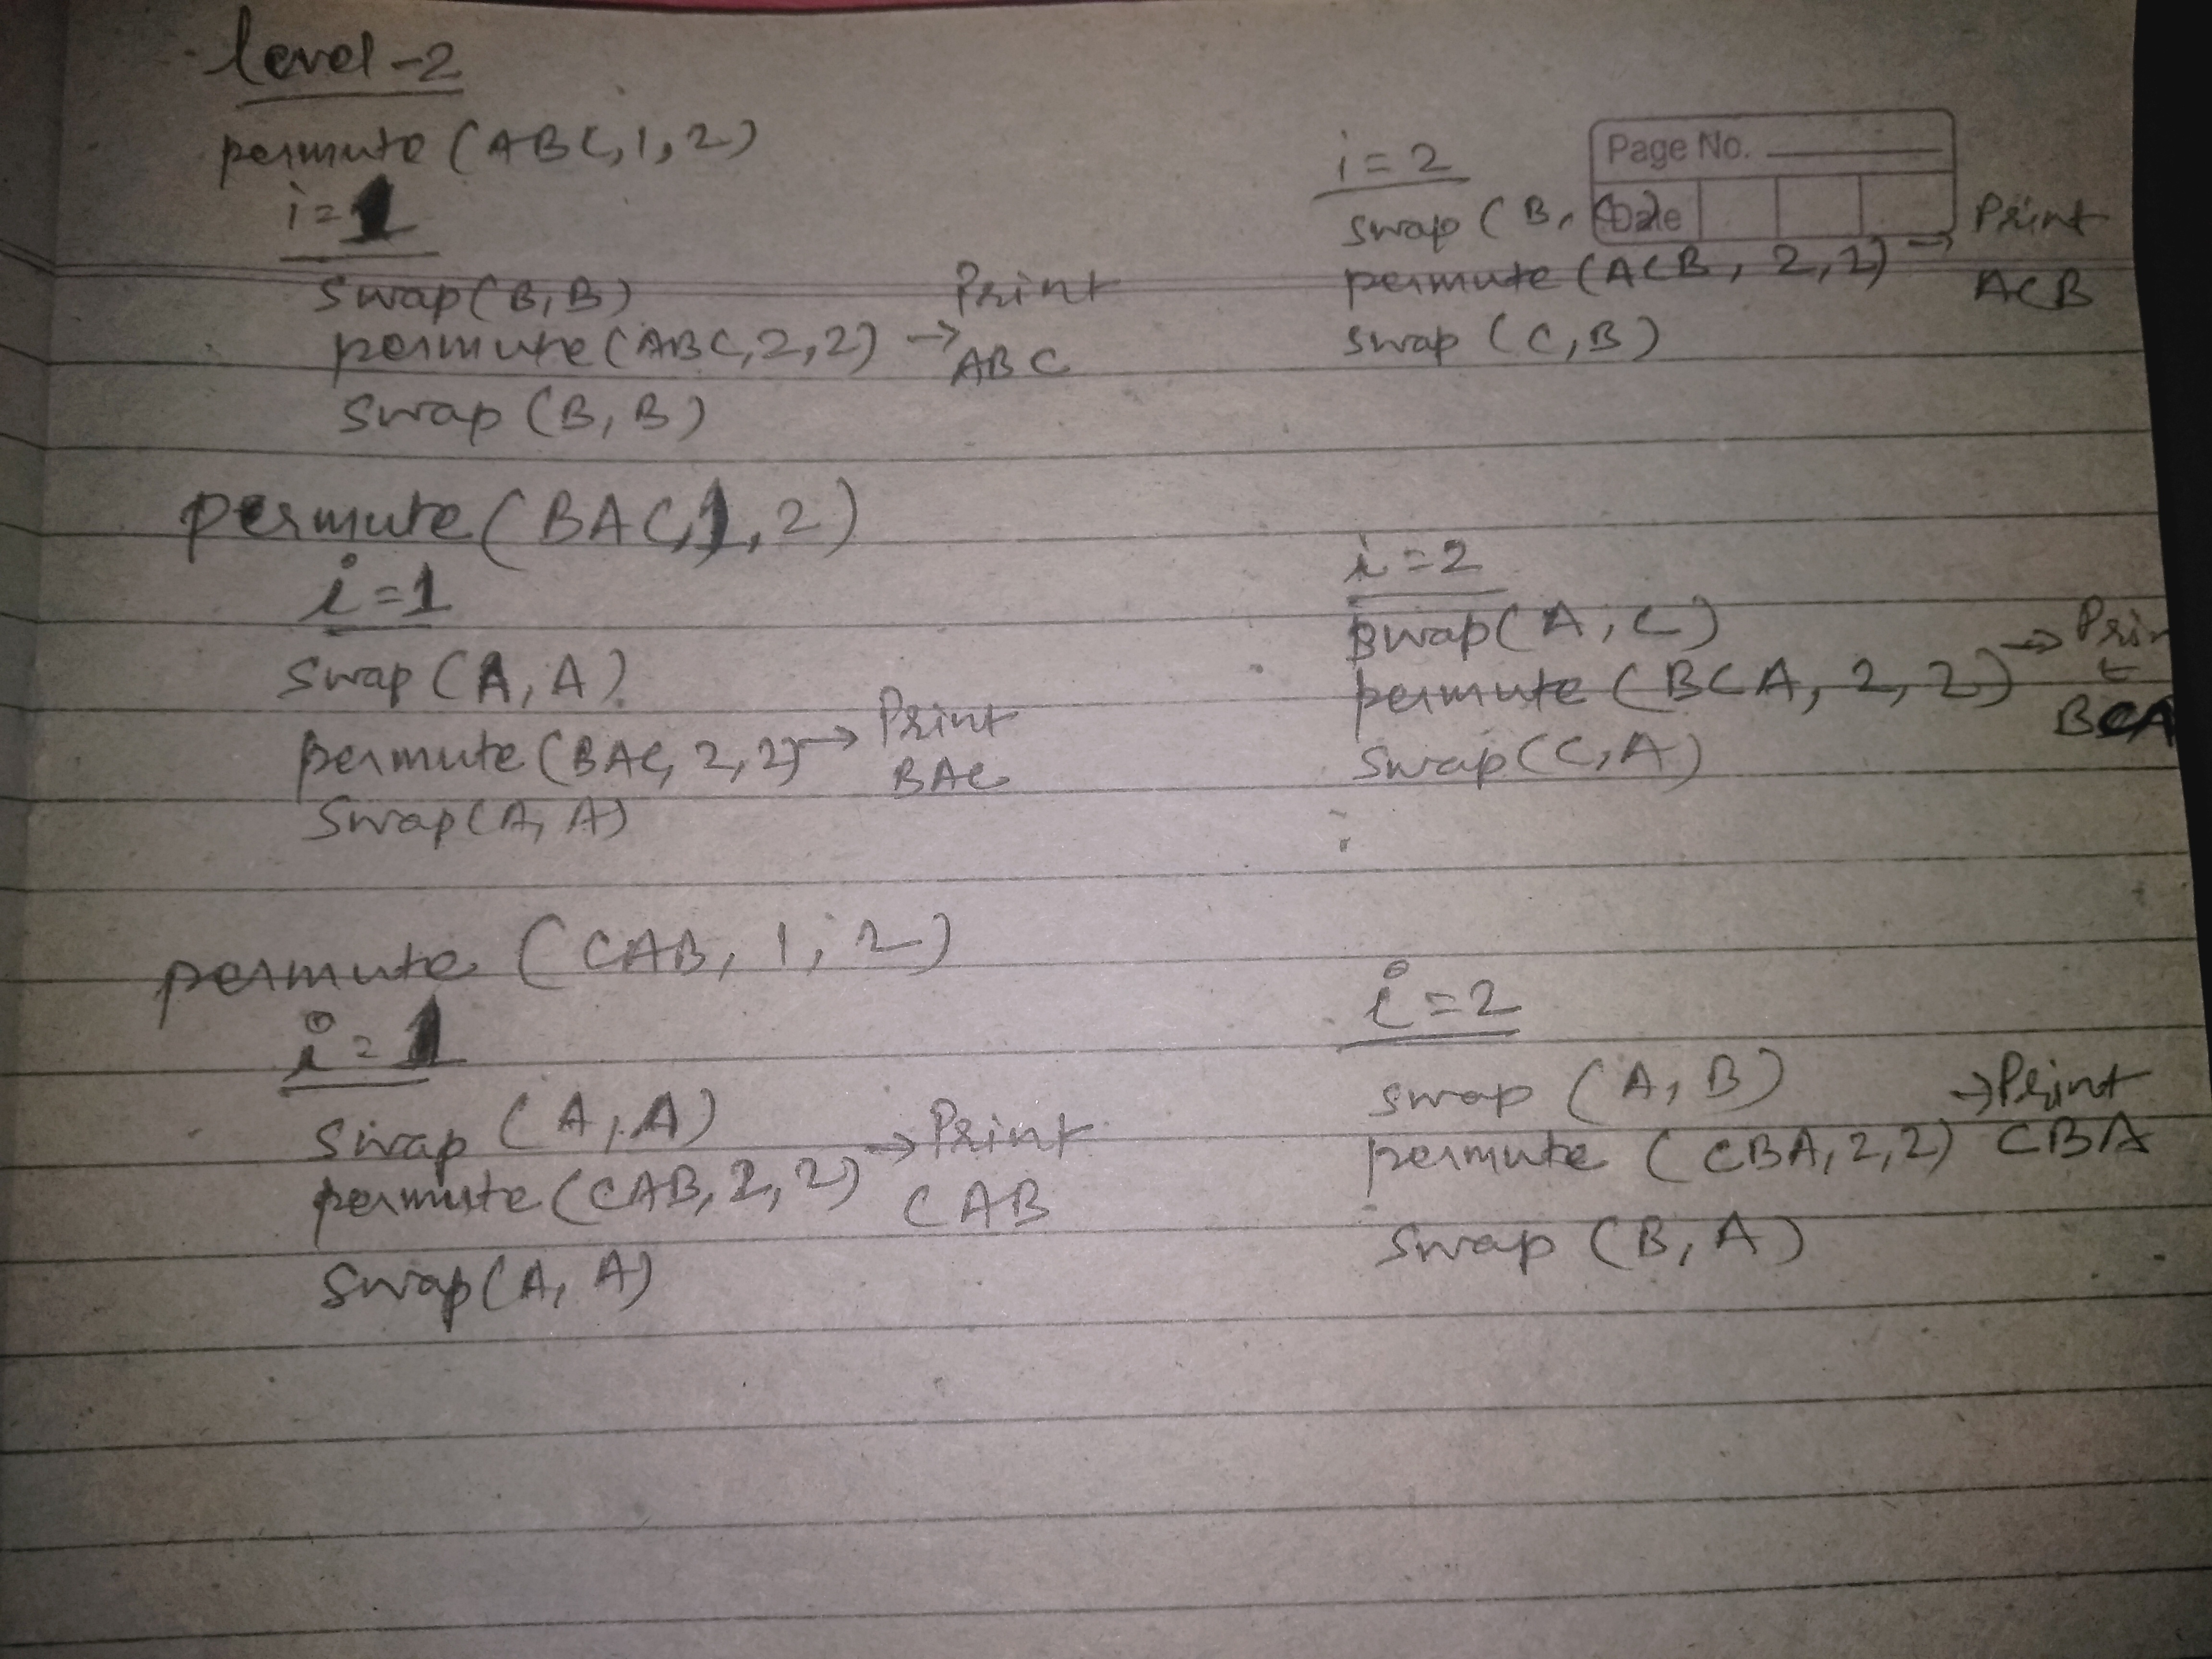 level-2
permute (ABC,1,2)
i=1
swap(B,B)
permute(ABC,2,2) → Print
ABC
swap (B,B)
Page No.
Date
i=2
swap (B, C)
permute (ACB, 2,2) → Print
ACB
swap (C,B)
permute(BAC,1,2)
i=1
swap (A,A)
permute (BAC, 2,2) → Print
BAC
swap(A,A)
i=2
swap(A,C)
permute (BCA, 2,2) → Prin
t
BCA
swap(C,A)
permute (CAB, 1,2)
i=1
swap (A,A)
permute (CAB,2,2) → Print
CAB
swap(A,A)
i=2
swap (A,B)
permute (CBA,2,2) → Print
CBA
swap (B,A)